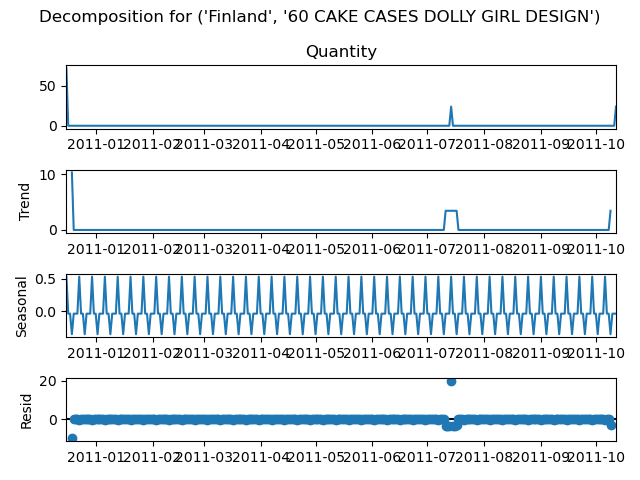 Decomposition for ('Finland', '60 CAKE CASES DOLLY GIRL DESIGN')
Quantity
50
0
2011-01 2011-02 2011-03 2011-04 2011-05 2011-06 2011-07 2011-08 2011-09 2011-10
Trend
10
0
2011-01 2011-02 2011-03 2011-04 2011-05 2011-06 2011-07 2011-08 2011-09 2011-10
Seasonal
0.5
0.0
2011-01 2011-02 2011-03 2011-04 2011-05 2011-06 2011-07 2011-08 2011-09 2011-10
Resid
20
0
2011-01 2011-02 2011-03 2011-04 2011-05 2011-06 2011-07 2011-08 2011-09 2011-10